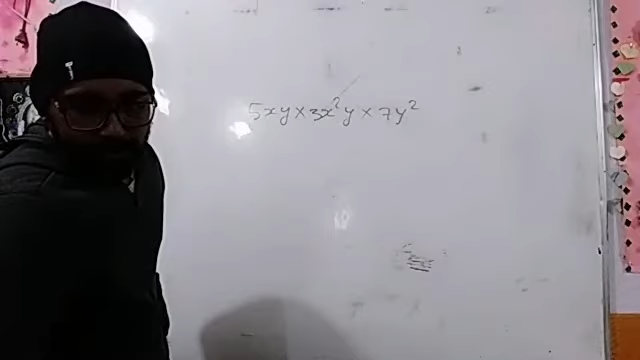 5xy × 3x²y × 7y²